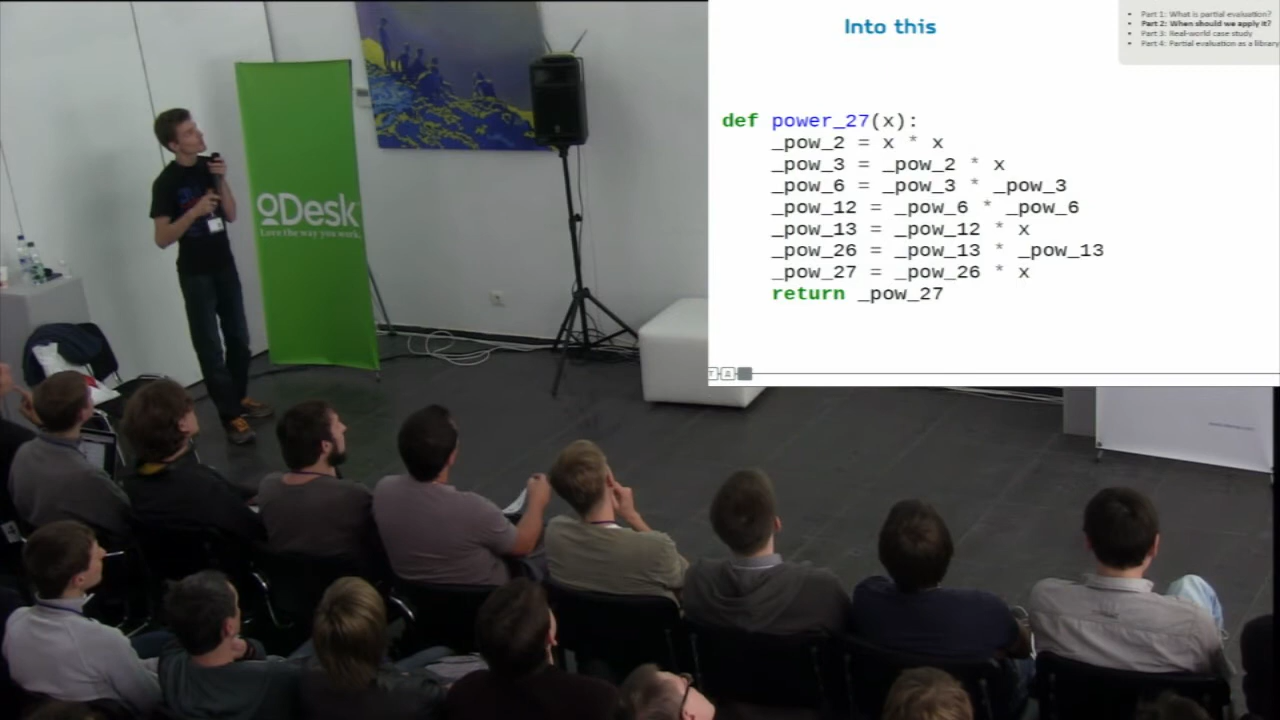 Into this
• Part 1: What is partial evaluation?
• Part 2: When should we apply it?
• Part 3: Real-world case study
• Part 4: Partial evaluation as a library
def power_27(x):
_pow_2 = x * x
_pow_3 = _pow_2 * x
_pow_6 = _pow_3 * _pow_3
_pow_12 = _pow_6 * _pow_6
_pow_13 = _pow_12 * x
_pow_26 = _pow_13 * _pow_13
_pow_27 = _pow_26 * x
return _pow_27
oDesk
Love the way you work.